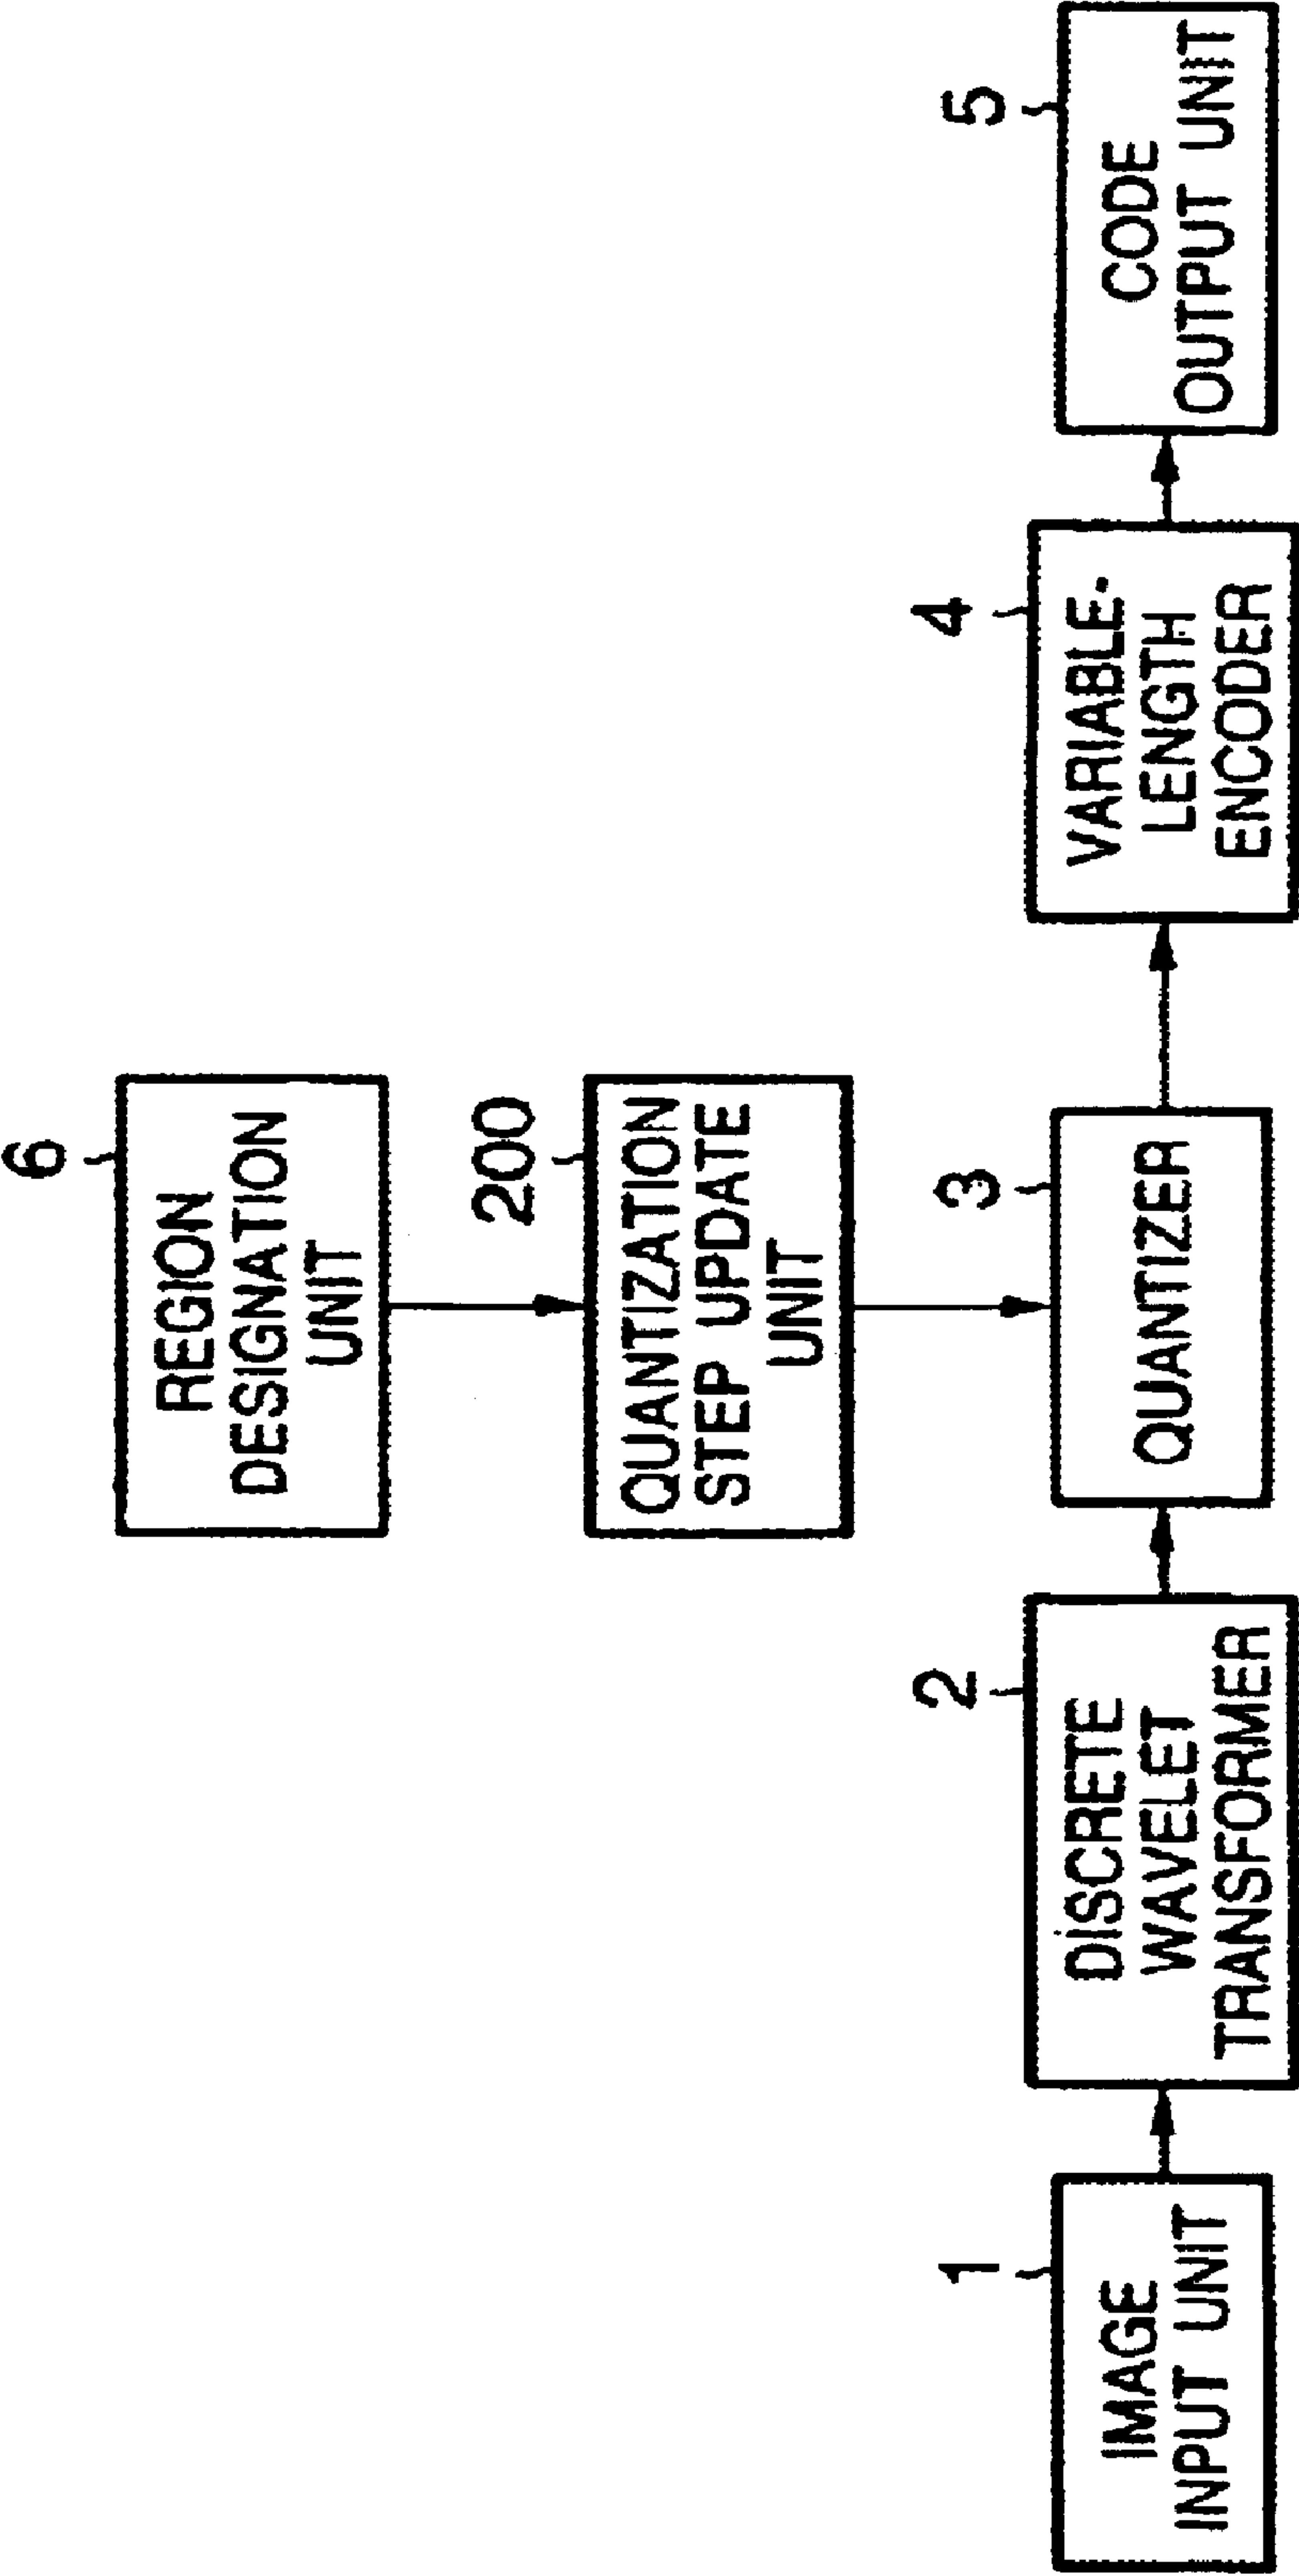 6
REGION
DESIGNATION
UNIT
200
QUANTIZATION
STEP UPDATE
UNIT
1
IMAGE
INPUT UNIT
2
DISCRETE
WAVELET
TRANSFORMER
3
QUANTIZER
4
VARIABLE-
LENGTH
ENCODER
5
CODE
OUTPUT UNIT